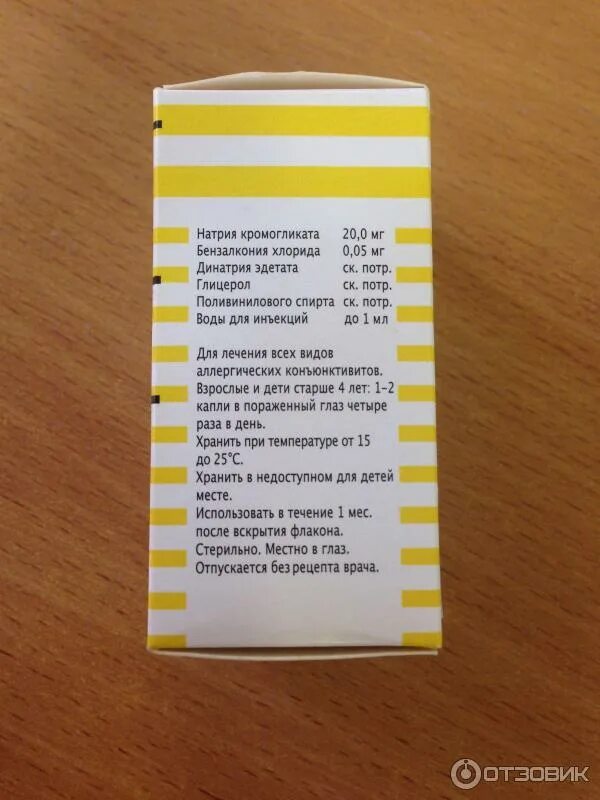 Натрия кромогликата 20,0 мг
Бензалкония хлорида 0,05 мг
Динатрия эдетата ск. потр.
Глицерол ск. потр.
Поливинилового спирта ск. потр.
Воды для инъекций до 1 мл
Для лечения всех видов
аллергических конъюнктивитов.
Взрослые и дети старше 4 лет: 1–2
капли в пораженный глаз четыре
раза в день.
Хранить при температуре от 15
до 25°С.
Хранить в недоступном для детей
месте.
Использовать в течение 1 мес.
после вскрытия флакона.
Стерильно. Местно в глаз.
Отпускается без рецепта врача.
ОТЗОВИК